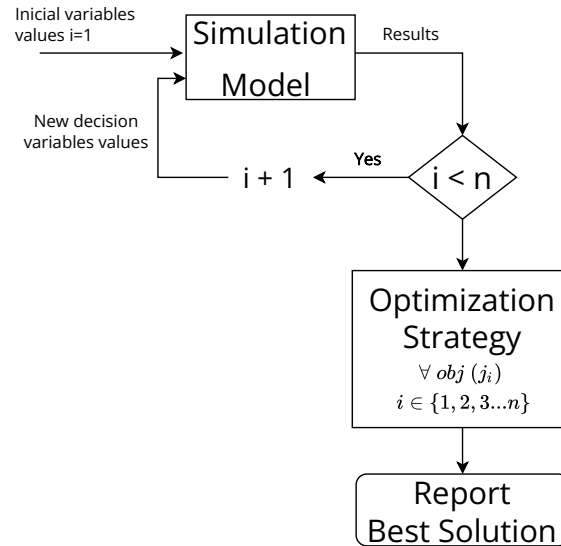 Inicial variables
values i=1
Simulation
Model
Results
New decision
variables values
i + 1
Yes
i < n
Optimization
Strategy
∀ obj (j_i)
i ∈ {1, 2, 3...n}
Report
Best Solution